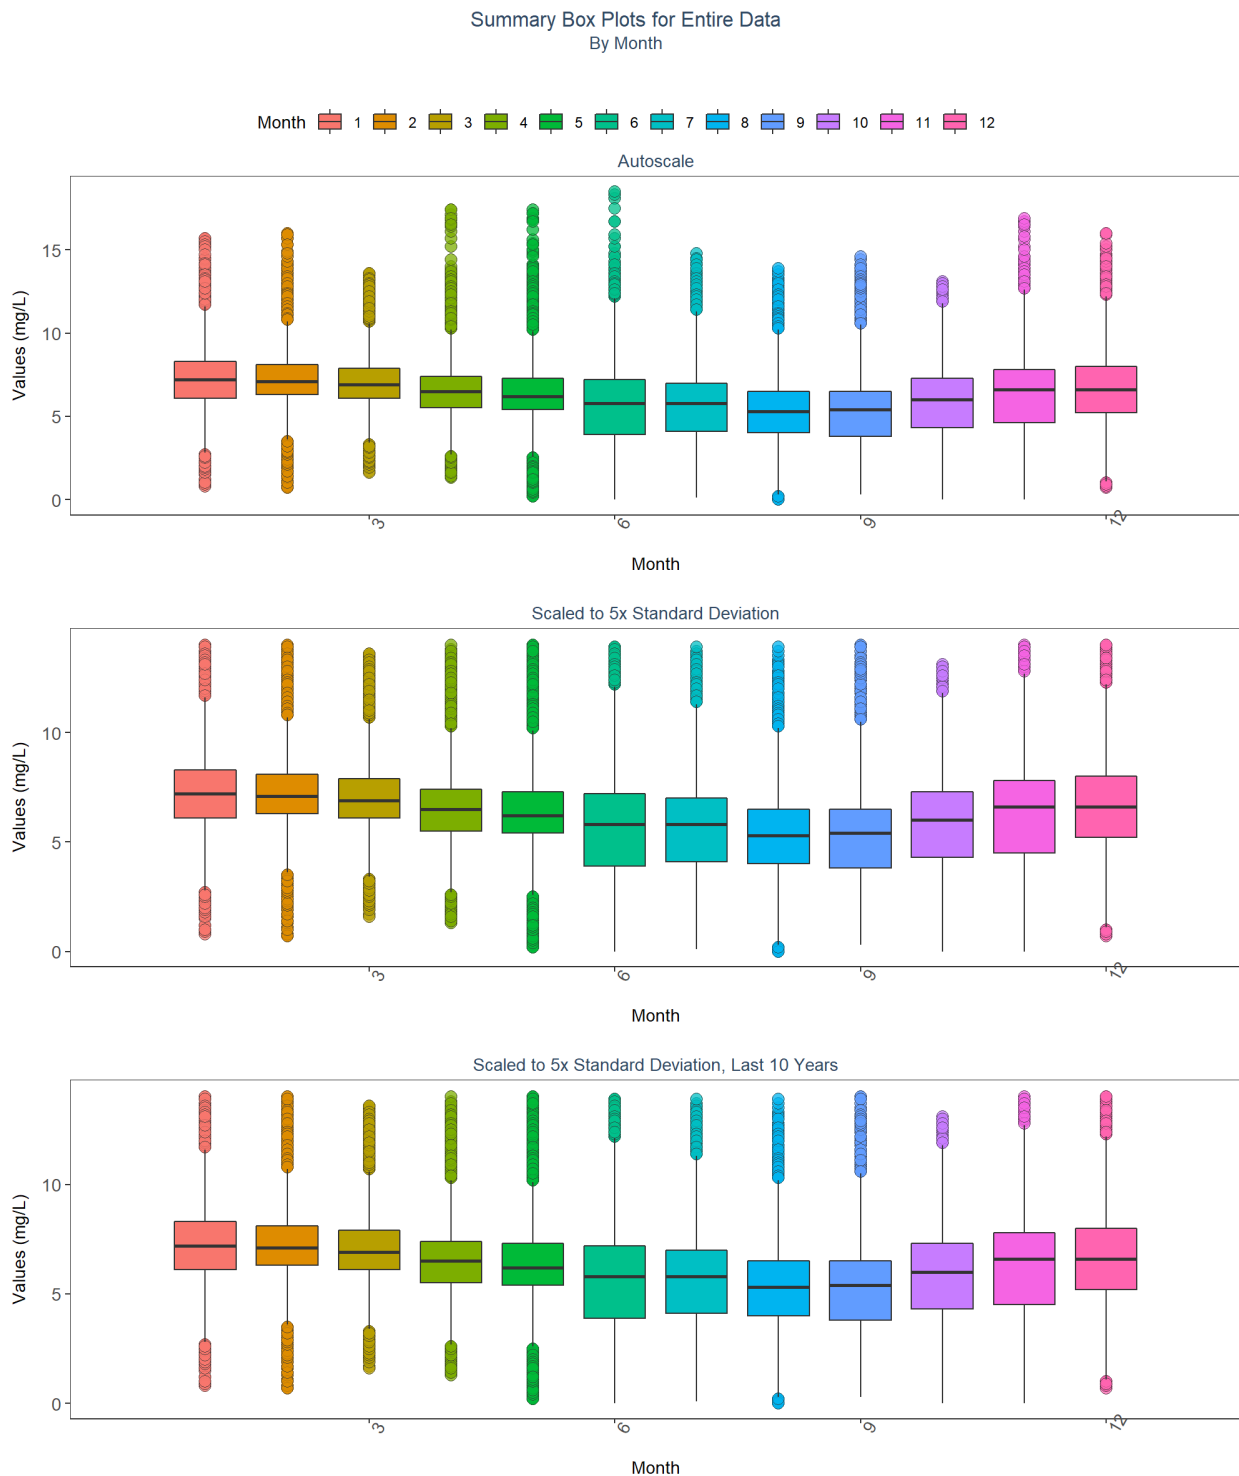 Summary Box Plots for Entire Data
By Month
Month 1 2 3 4 5 6 7 8 9 10 11 12
Autoscale
Values (mg/L)
15
10
5
0
3 6 9 12
Month
Scaled to 5x Standard Deviation
Values (mg/L)
10
5
0
3 6 9 12
Month
Scaled to 5x Standard Deviation, Last 10 Years
Values (mg/L)
10
5
0
3 6 9 12
Month